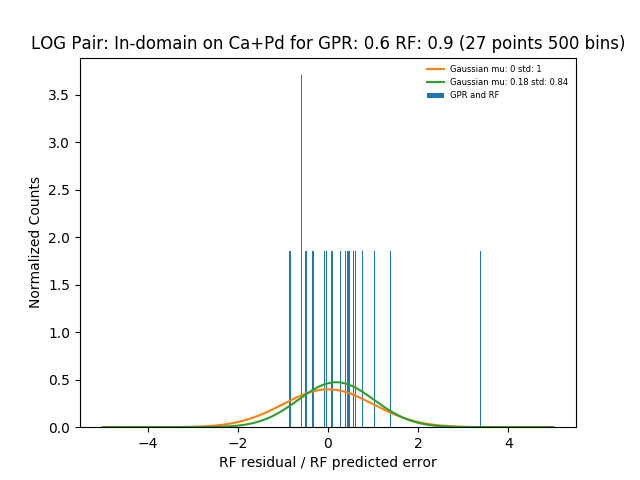 LOG Pair: In-domain on Ca+Pd for GPR: 0.6 RF: 0.9 (27 points 500 bins)
Gaussian mu: 0 std: 1
Gaussian mu: 0.18 std: 0.84
GPR and RF
Normalized Counts
3.5
3.0
2.5
2.0
1.5
1.0
0.5
0.0
−4
−2
0
2
4
RF residual / RF predicted error